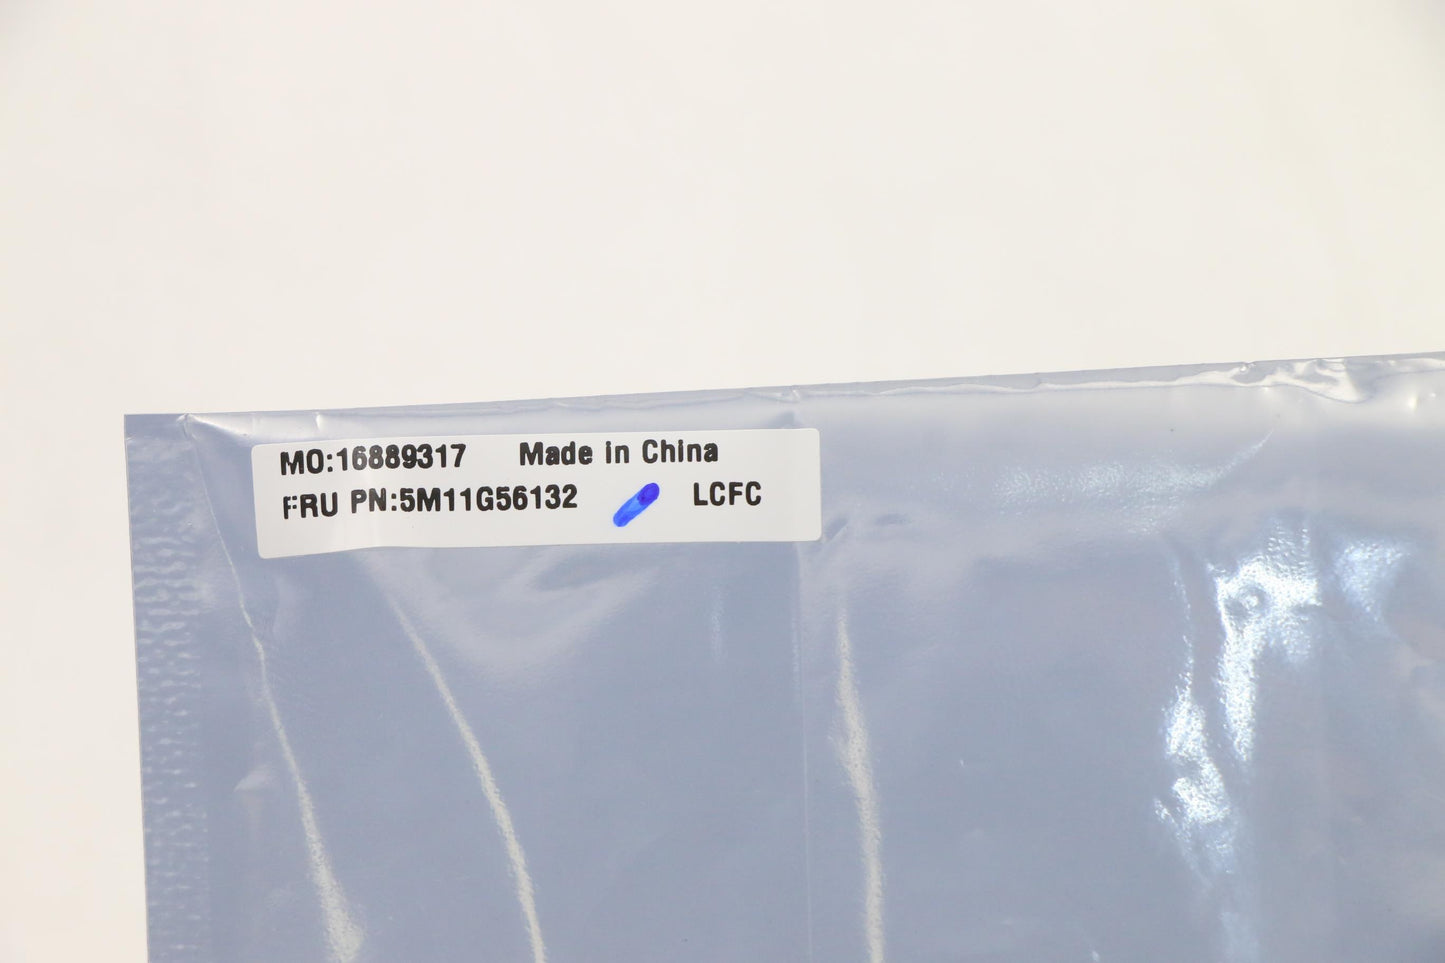 MO:16889317 Made in China
FRU PN:5M11G56132 LCFC